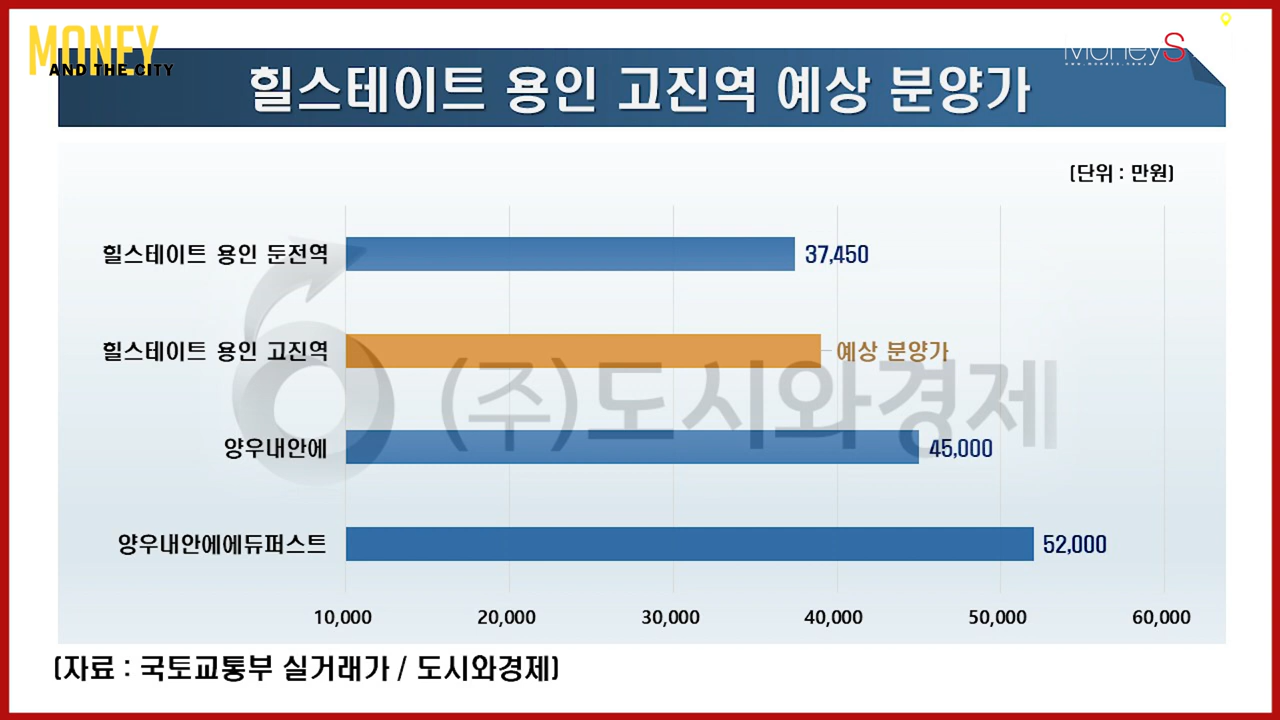 MONEY
AND THE CITY
MoneyS
힐스테이트 용인 고진역 예상 분양가
(단위 : 만원)
힐스테이트 용인 둔전역 37,450
힐스테이트 용인 고진역 예상 분양가
(주)도시와경제
양우내안에 45,000
양우내안에에듀퍼스트 52,000
10,000 20,000 30,000 40,000 50,000 60,000
(자료 : 국토교통부 실거래가 / 도시와경제)